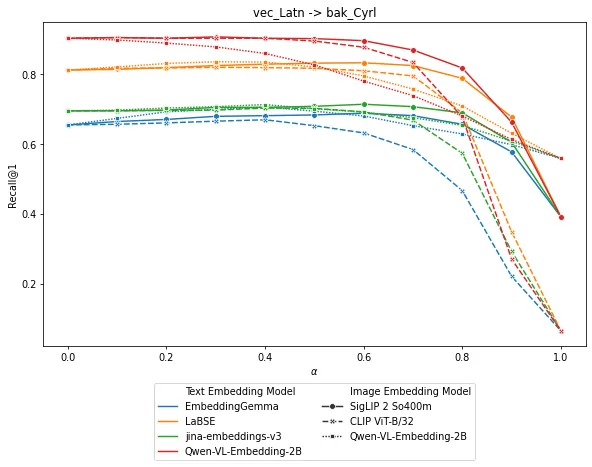 vec_Latn -> bak_Cyrl
Recall@1
0.8
0.6
0.4
0.2
0.0 0.2 0.4 0.6 0.8 1.0
α
Text Embedding Model Image Embedding Model
EmbeddingGemma SigLIP 2 So400m
LaBSE CLIP ViT-B/32
jina-embeddings-v3 Qwen-VL-Embedding-2B
Qwen-VL-Embedding-2B